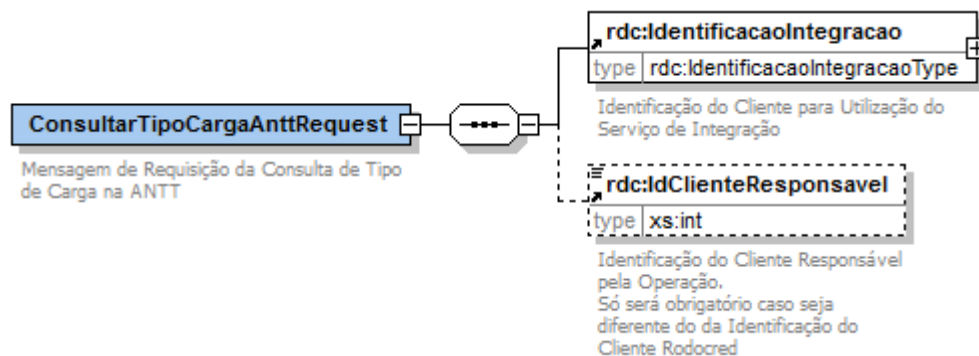 rdc:IdentificacaoIntegracao
type rdc:IdentificacaoIntegracaoType
Identificação do Cliente para Utilização do
Serviço de Integração
ConsultarTipoCargaAnttRequest
Mensagem de Requisição da Consulta de Tipo
de Carga na ANTT
rdc:IdClienteResponsavel
type xs:int
Identificação do Cliente Responsável
pela Operação.
Só será obrigatório caso seja
diferente do da Identificação do
Cliente Rodocred